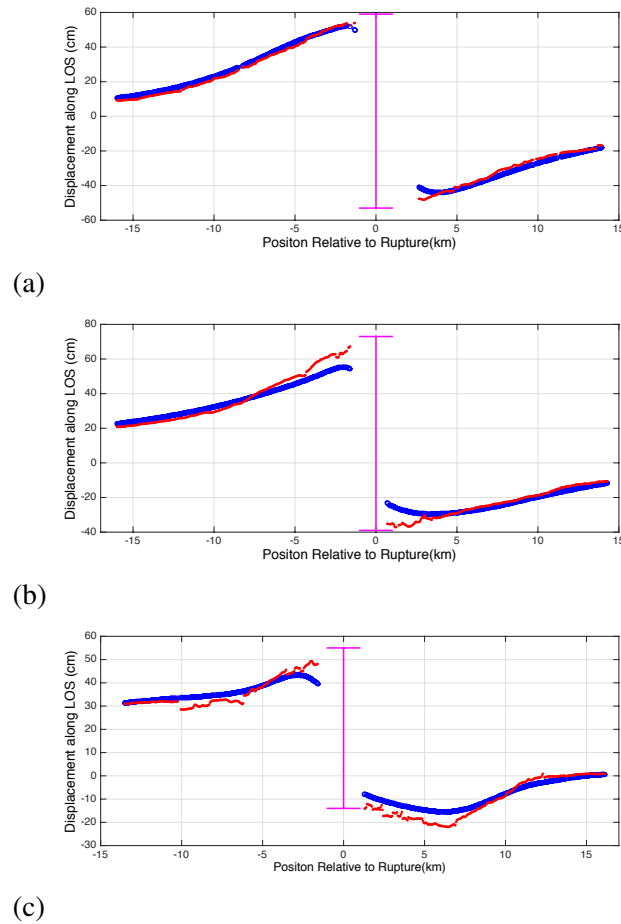 60
40
20
0
-20
-40
-60
Displacement along LOS (cm)
-15 -10 -5 0 5 10 15
Positon Relative to Rupture(km)
(a)
80
60
40
20
0
-20
-40
Displacement along LOS (cm)
-15 -10 -5 0 5 10 15
Positon Relative to Rupture(km)
(b)
60
50
40
30
20
10
0
-10
-20
-30
Displacement along LOS (cm)
-15 -10 -5 0 5 10 15
Positon Relative to Rupture(km)
(c)